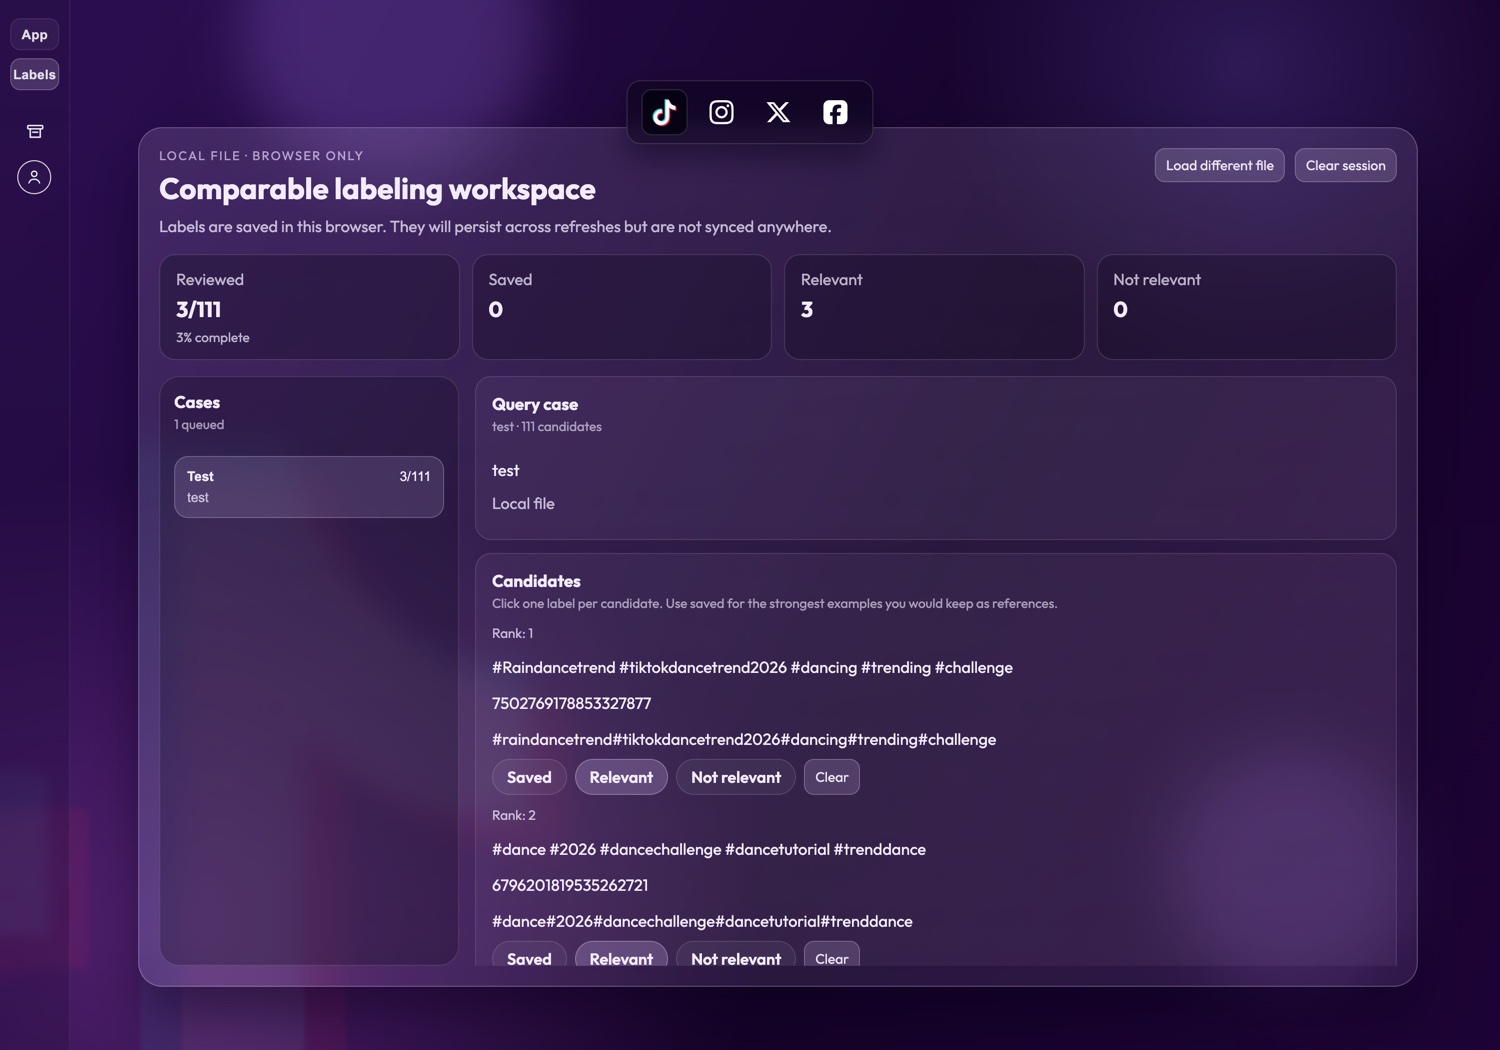 App
Labels
LOCAL FILE · BROWSER ONLY
Comparable labeling workspace
Labels are saved in this browser. They will persist across refreshes but are not synced anywhere.
Load different file
Clear session
Reviewed
3/111
3% complete
Saved
0
Relevant
3
Not relevant
0
Cases
1 queued
Test 3/111
test
Query case
test · 111 candidates
test
Local file
Candidates
Click one label per candidate. Use saved for the strongest examples you would keep as references.
Rank: 1
#Raindancetrend #tiktokdancetrend2026 #dancing #trending #challenge
7502769178853327877
#raindancetrend#tiktokdancetrend2026#dancing#trending#challenge
Saved Relevant Not relevant Clear
Rank: 2
#dance #2026 #dancechallenge #dancetutorial #trenddance
6796201819535262721
#dance#2026#dancechallenge#dancetutorial#trenddance
Saved Relevant Not relevant Clear